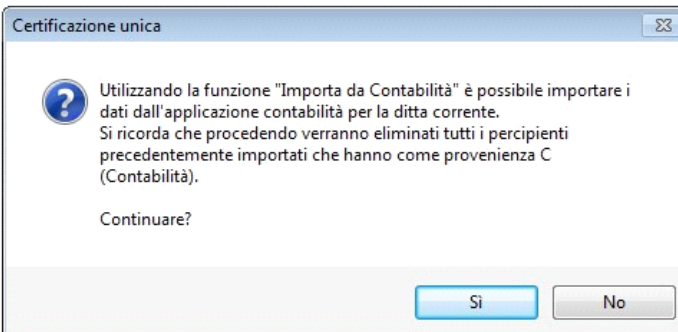 Certificazione unica
Utilizzando la funzione "Importa da Contabilità" è possibile importare i
dati dall'applicazione contabilità per la ditta corrente.
Si ricorda che procedendo verranno eliminati tutti i percipienti
precedentemente importati che hanno come provenienza C
(Contabilità).
Continuare?
Sì
No